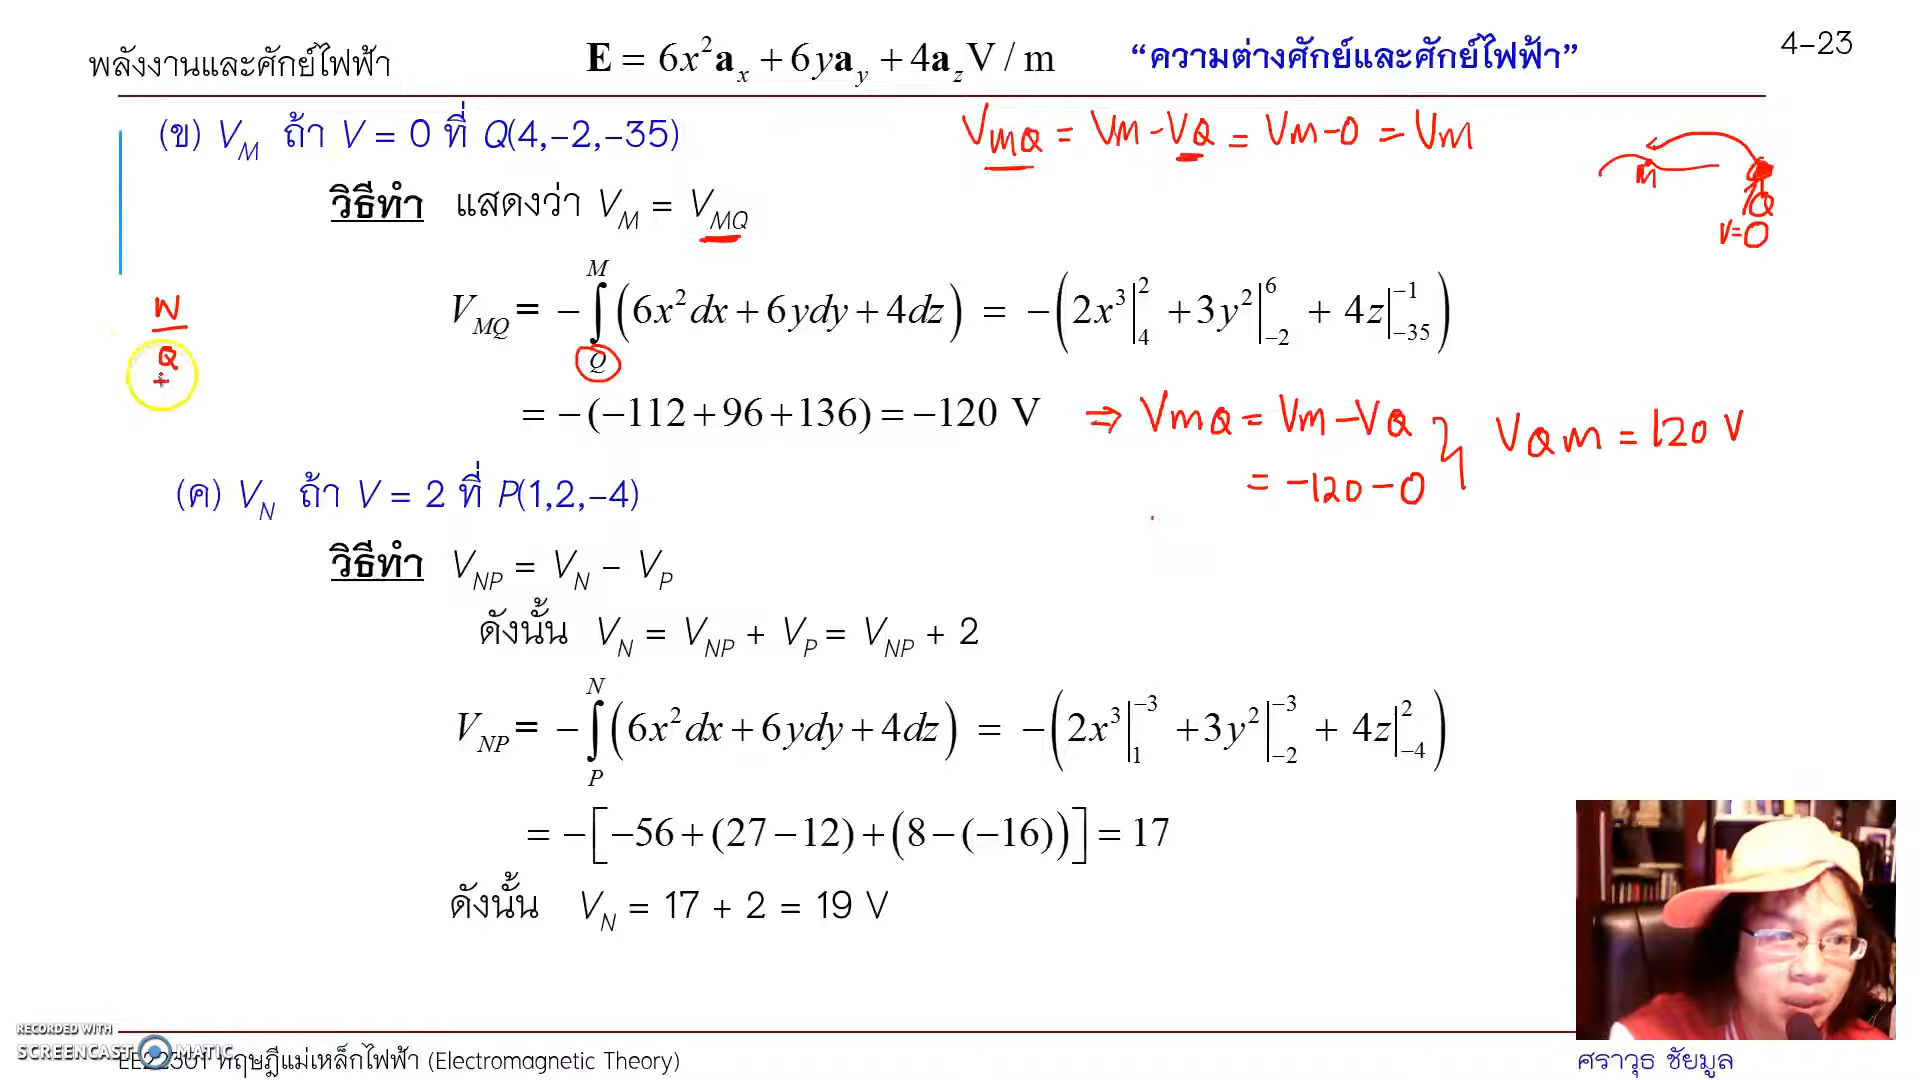 พลังงานและศักย์ไฟฟ้า E = 6x²aₓ + 6ya_y + 4a_z V / m “ความต่างศักย์และศักย์ไฟฟ้า” 4-23
(ข) V_M ถ้า V = 0 ที่ Q(4,-2,-35)
V_MQ = V_M - V_Q = V_M - 0 = V_M
M Q
V=0
วิธีทำ แสดงว่า V_M = V_MQ
W
Q
+
V_MQ = -∫_Q^M (6x²dx + 6ydy + 4dz) = -(2x³|_4^2 + 3y²|_-2^6 + 4z|_-35^-1)
= -(-112 + 96 + 136) = -120 V
⇒ V_MQ = V_M - V_Q } V_QM = 120 V
= -120 - 0
(ค) V_N ถ้า V = 2 ที่ P(1,2,-4)
วิธีทำ V_NP = V_N - V_P
ดังนั้น V_N = V_NP + V_P = V_NP + 2
V_NP = -∫_P^N (6x²dx + 6ydy + 4dz) = -(2x³|_1^-3 + 3y²|_-2^-3 + 4z|_-4^2)
= -[-56 + (27 - 12) + (8 - (-16))] = 17
ดังนั้น V_N = 17 + 2 = 19 V
RECORDED WITH
SCREENCAST MATIC
ทฤษฎีแม่เหล็กไฟฟ้า (Electromagnetic Theory) ศราวุธ ชัยมูล